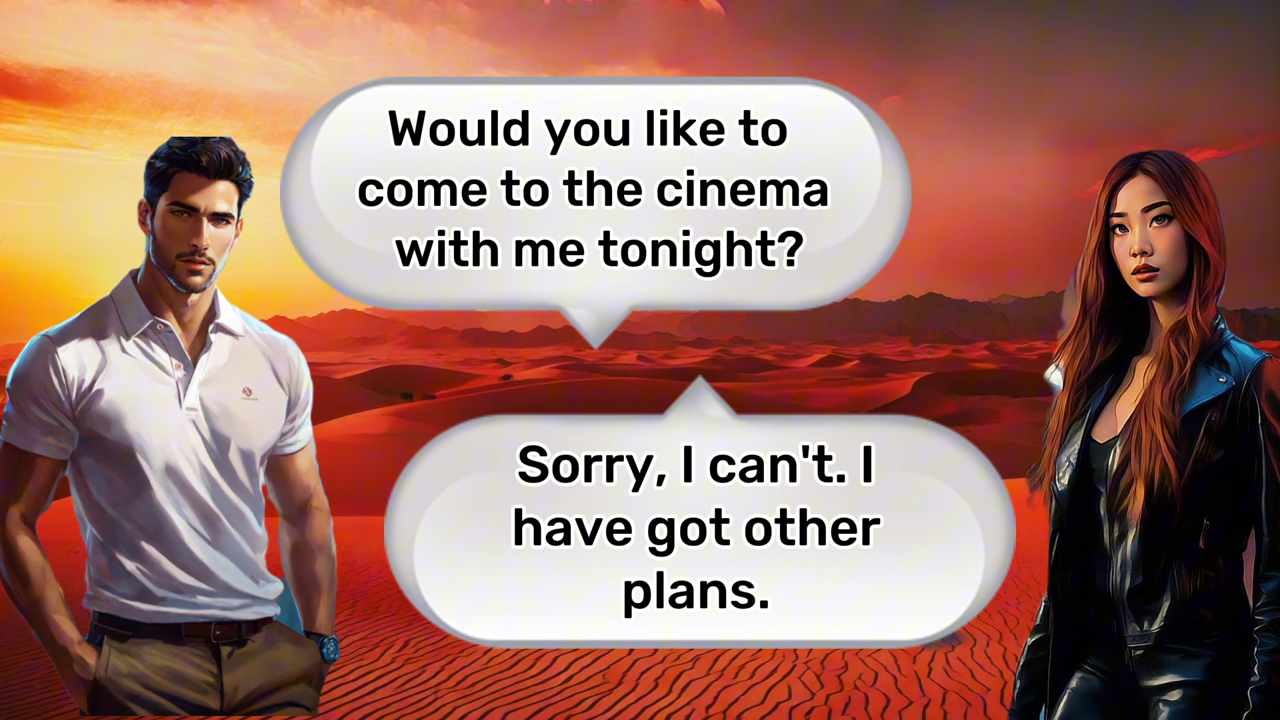 Would you like to
come to the cinema
with me tonight?
Sorry, I can't. I
have got other
plans.